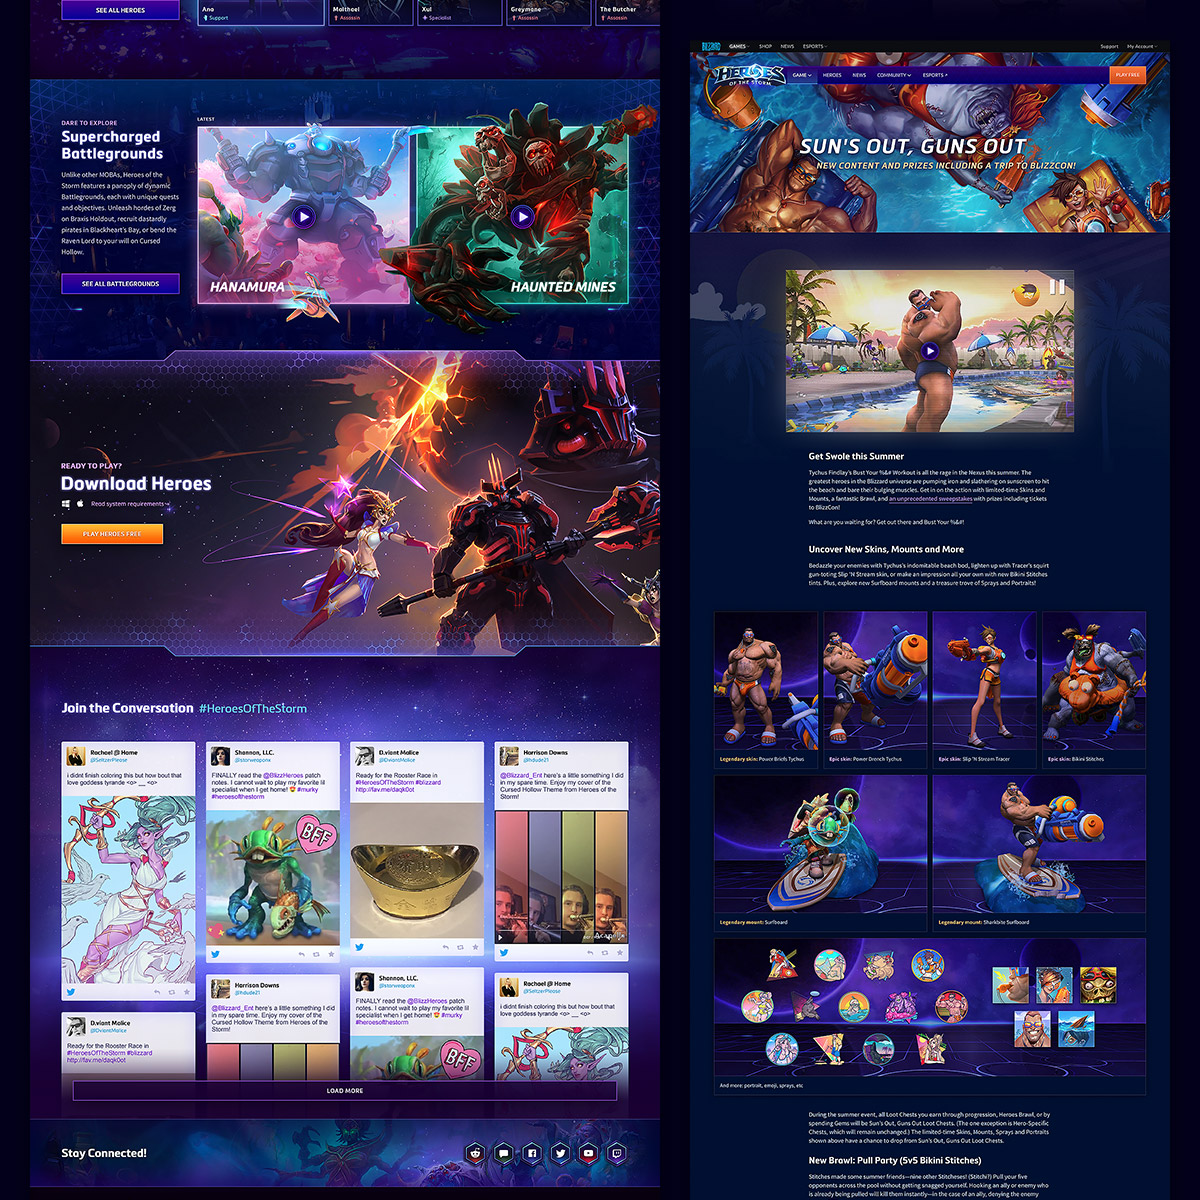 SEE ALL HEROES
Ana
Support
Malthael
Assassin
Xul
Specialist
Greymane
Assassin
The Butcher
Assassin
DARE TO EXPLORE
Supercharged
Battlegrounds
Unlike other MOBAs, Heroes of the
Storm features a panoply of dynamic
Battlegrounds, each with unique quests
and objectives. Unleash hordes of Zerg
on Braxis Holdout, recruit dastardly
pirates in Blackheart's Bay, or bend the
Raven Lord to your will on Cursed
Hollow.
SEE ALL BATTLEGROUNDS
LATEST
HANAMURA
HAUNTED MINES
READY TO PLAY?
Download Heroes
Read system requirements
PLAY HEROES FREE
Join the Conversation #HeroesOfTheStorm
Rachael @ Home
@SeltzerPlease
i didnt finish coloring this but how bout that
love goddess tyrande <o> __ <o>
D.viant Malice
@DviantMalice
Ready for the Rooster Race in
#HeroesOfTheStorm #blizzard
http://fav.me/daqk0ot
Shannon, LLC.
@starweaponx
FINALLY read the @BlizzHeroes patch
notes. I cannot wait to play my favorite lil
specialist when I get home! 😍 #murky
#heroesofthestorm
BFF
Harrison Downs
@hdude21
@Blizzard_Ent here's a little something I did
in my spare time. Enjoy my cover of the
Cursed Hollow Theme from Heroes of the
Storm!
D.viant Malice
@DviantMalice
Ready for the Rooster Race in
#HeroesOfTheStorm #blizzard
http://fav.me/daqk0ot
Shannon, LLC.
@starweaponx
FINALLY read the @BlizzHeroes patch
notes. I cannot wait to play my favorite lil
specialist when I get home! 😍 #murky
#heroesofthestorm
BFF
Harrison Downs
@hdude21
@Blizzard_Ent here's a little something I did
in my spare time. Enjoy my cover of the
Cursed Hollow Theme from Heroes of the
Storm!
Acapella
Rachael @ Home
@SeltzerPlease
i didnt finish coloring this but how bout that
love goddess tyrande <o> __ <o>
LOAD MORE
Stay Connected!
BLIZZARD GAMES SHOP NEWS ESPORTS Support My Account
HEROES
OF THE STORM
GAME HEROES NEWS COMMUNITY ESPORTS PLAY FREE
SUN'S OUT, GUNS OUT
NEW CONTENT AND PRIZES INCLUDING A TRIP TO BLIZZCON!
Get Swole this Summer
Tychus Findlay's Bust Your %&# Workout is all the rage in the Nexus this summer. The
greatest heroes in the Blizzard universe are pumping iron and slathering on sunscreen to hit
the beach and bare their bulging muscles. Get in on the action with limited-time Skins and
Mounts, a fantastic Brawl, and an unprecedented sweepstakes with prizes including tickets
to BlizzCon!
What are you waiting for? Get out there and Bust Your %&#!
Uncover New Skins, Mounts and More
Bedazzle your enemies with Tychus's indomitable beach bod, lighten up with Tracer's squirt
gun-toting Slip 'N Stream skin, or make an impression all your own with new Bikini Stitches
tints. Plus, explore new Surfboard mounts and a treasure trove of Sprays and Portraits!
Legendary skin: Power Briefs Tychus
Epic skin: Power Drench Tychus
Epic skin: Slip 'N Stream Tracer
Epic skin: Bikini Stitches
Legendary mount: Surfboard
Legendary mount: Sharkbite Surfboard
And more: portrait, emoji, sprays, etc
During the summer event, all Loot Chests you earn through progression, Heroes Brawl, or by
spending Gems will be Sun's Out, Guns Out Loot Chests. (The one exception is Hero-Specific
Chests, which will remain unchanged.) The limited-time Skins, Mounts, Sprays and Portraits
shown above have a chance to drop from Sun's Out, Guns Out Loot Chests.
New Brawl: Pull Party (5v5 Bikini Stitches)
Stitches made some summer friends—nine other Stitcheses! (Stitchi?) Pull your five
opponents across the pool without getting snagged yourself. Hooking an ally or enemy who
is already being pulled will kill them instantly—in the case of an ally, denying the enemy